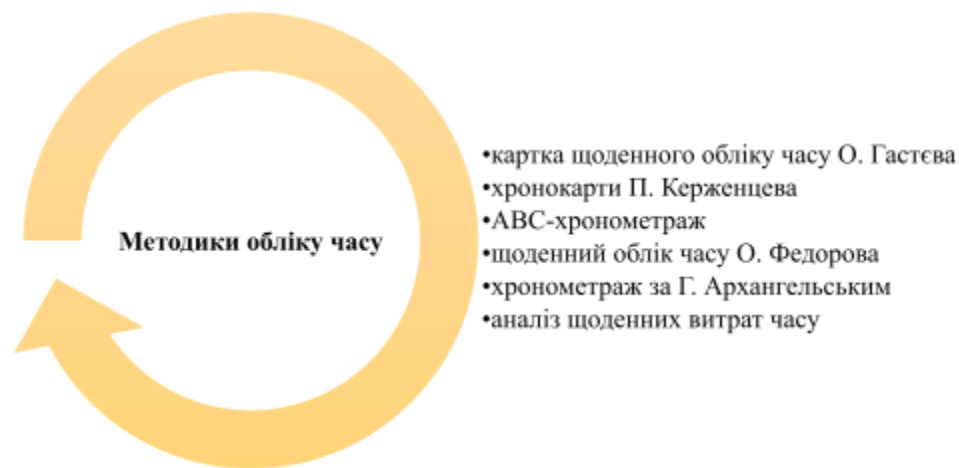 Методики обліку часу
•картка щоденного обліку часу О. Гастєва
•хронокарти П. Керженцева
•АВС-хронометраж
•щоденний облік часу О. Федорова
•хронометраж за Г. Архангельським
•аналіз щоденних витрат часу